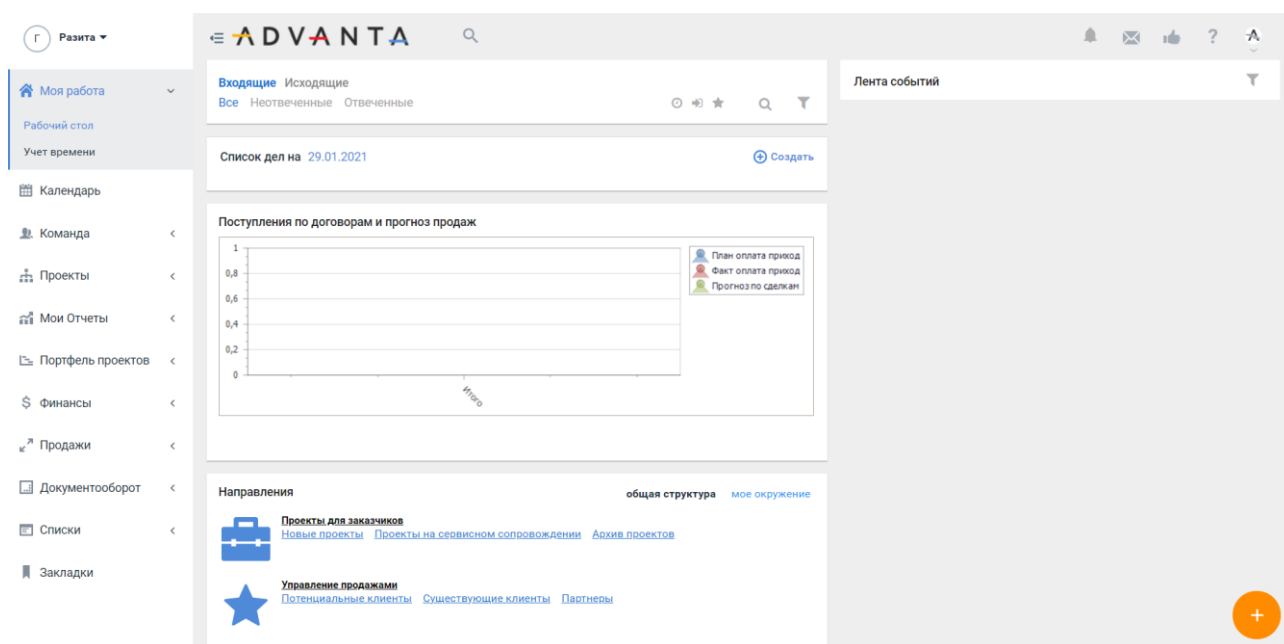 Г Разита
ADVANTA
?
Моя работа
Рабочий стол
Учет времени
Календарь
Команда
Проекты
Мои Отчеты
Портфель проектов
Финансы
Продажи
Документооборот
Списки
Закладки
Входящие Исходящие
Все Неотвеченные Отвеченные
Список дел на 29.01.2021
Создать
Поступления по договорам и прогноз продаж
1
0,8
0,6
0,4
0,2
0
Итого
План оплата приход
Факт оплата приход
Прогноз по сделкам
Направления
общая структура мое окружение
Проекты для заказчиков
Новые проекты Проекты на сервисном сопровождении Архив проектов
Управление продажами
Потенциальные клиенты Существующие клиенты Партнеры
Лента событий